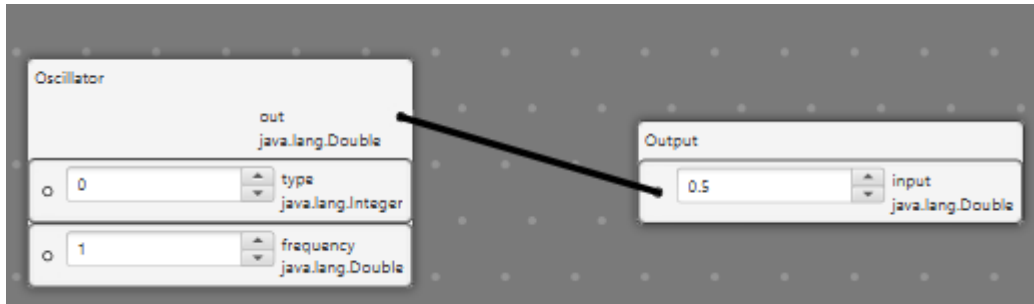 Oscillator
out
java.lang.Double
0
type
java.lang.Integer
1
frequency
java.lang.Double
Output
0.5
input
java.lang.Double